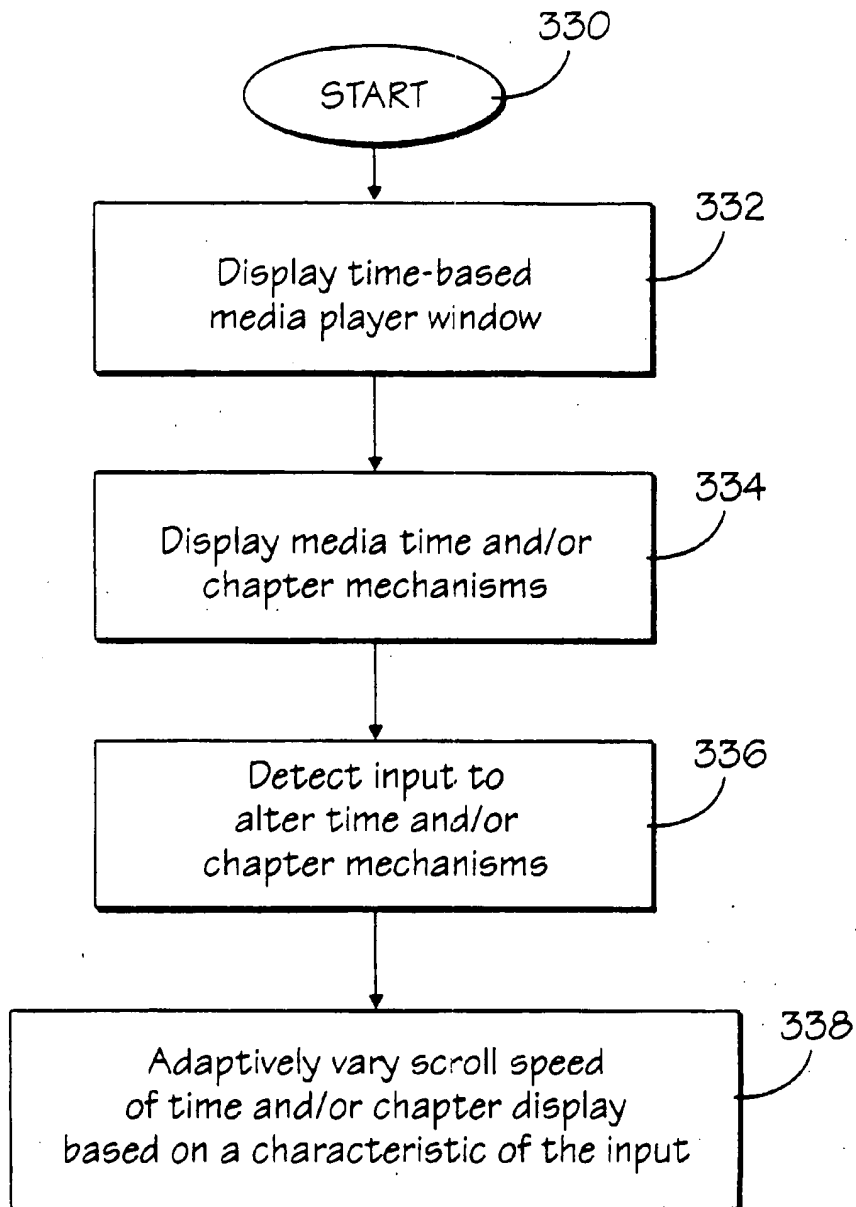 330
START
332
Display time-based
media player window
334
Display media time and/or
chapter mechanisms
336
Detect input to
alter time and/or
chapter mechanisms
338
Adaptively vary scroll speed
of time and/or chapter display
based on a characteristic of the input